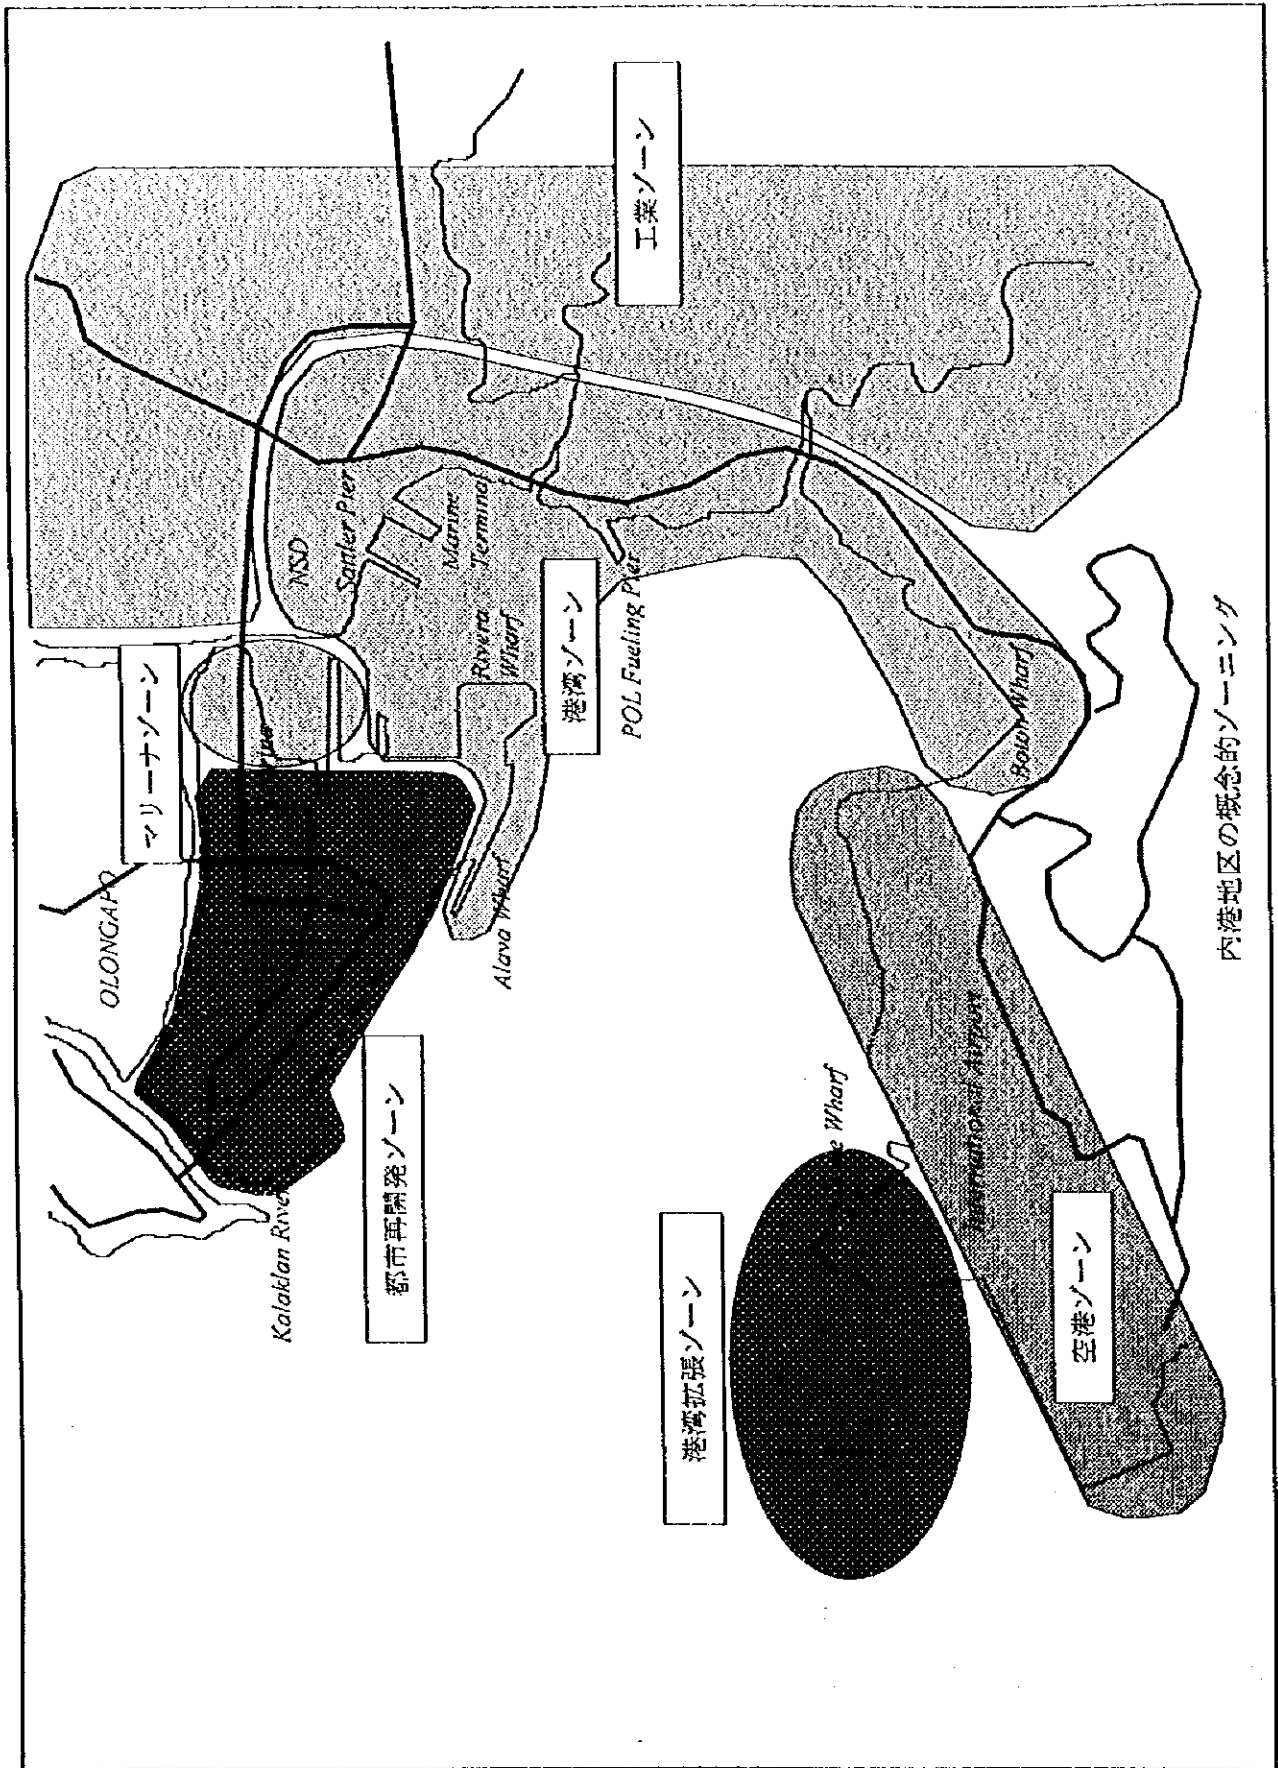 OLONGAPO
マリーナゾーン
工業ゾーン
Kalaklan River
都市再開発ゾーン
NSD
Sattler Pier
Marine
Terminal
Rivera
Wharf
Alava Wharf
港湾ゾーン
POL Fueling Pier
港湾拡張ゾーン
Wharf
International Airport
空港ゾーン
Wharf
内港地区の概念的ゾーニング